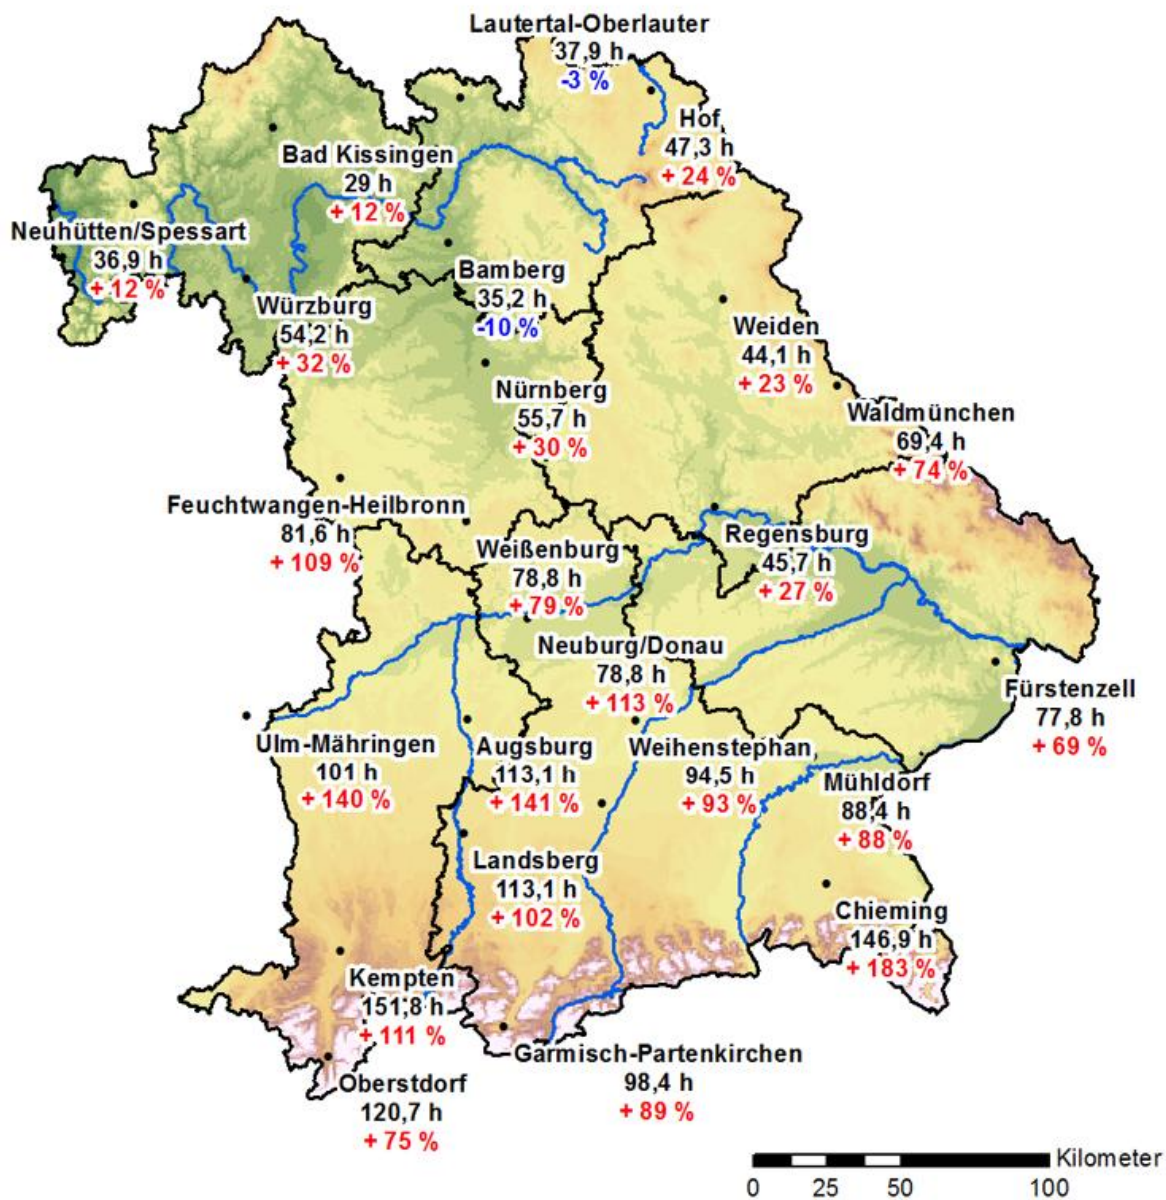 Lautertal-Oberlauter
37,9 h
-3 %
Hof
47,3 h
+ 24 %
Bad Kissingen
29 h
+ 12 %
Neuhütten/Spessart
36,9 h
+ 12 %
Bamberg
35,2 h
-10 %
Würzburg
54,2 h
+ 32 %
Weiden
44,1 h
+ 23 %
Nürnberg
55,7 h
+ 30 %
Waldmünchen
69,4 h
+ 74 %
Feuchtwangen-Heilbronn
81,6 h
+ 109 %
Weißenburg
78,8 h
+ 79 %
Regensburg
45,7 h
+ 27 %
Neuburg/Donau
78,8 h
+ 113 %
Fürstenzell
77,8 h
+ 69 %
Ulm-Mähringen
101 h
+ 140 %
Augsburg
113,1 h
+ 141 %
Weihenstephan
94,5 h
+ 93 %
Mühldorf
88,4 h
+ 88 %
Landsberg
113,1 h
+ 102 %
Chieming
146,9 h
+ 183 %
Kempten
151,8 h
+ 111 %
Garmisch-Partenkirchen
98,4 h
+ 89 %
Oberstdorf
120,7 h
+ 75 %
Kilometer
0 25 50 100